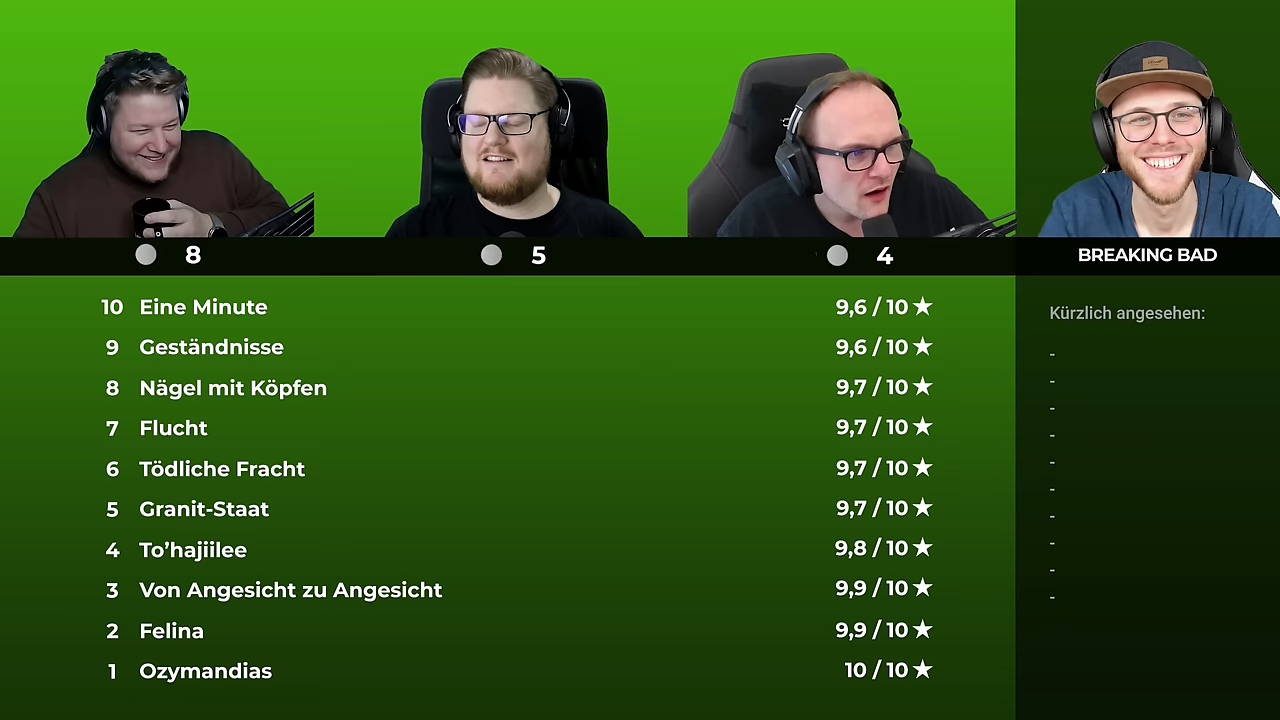 8
5
4
BREAKING BAD
10 Eine Minute 9,6 / 10 ★
9 Geständnisse 9,6 / 10 ★
8 Nägel mit Köpfen 9,7 / 10 ★
7 Flucht 9,7 / 10 ★
6 Tödliche Fracht 9,7 / 10 ★
5 Granit-Staat 9,7 / 10 ★
4 To’hajiilee 9,8 / 10 ★
3 Von Angesicht zu Angesicht 9,9 / 10 ★
2 Felina 9,9 / 10 ★
1 Ozymandias 10 / 10 ★
Kürzlich angesehen:
-
-
-
-
-
-
-
-
-
-